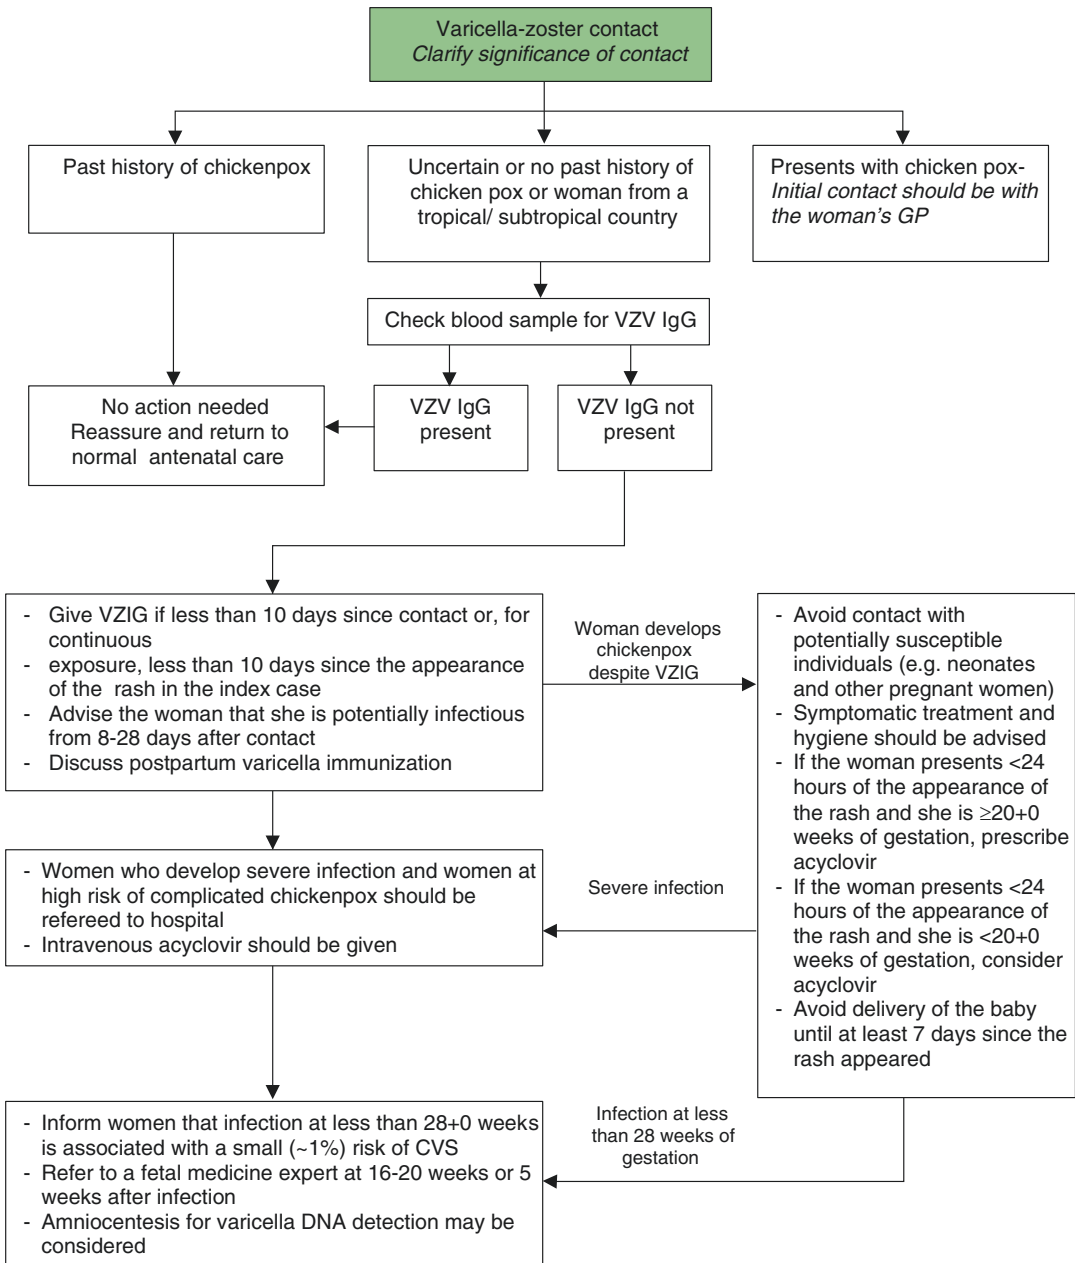 Varicella-zoster contact
Clarify significance of contact
Past history of chickenpox
Uncertain or no past history of
chicken pox or woman from a
tropical/ subtropical country
Presents with chicken pox-
Initial contact should be with
the woman's GP
Check blood sample for VZV IgG
No action needed
Reassure and return to
normal antenatal care
VZV IgG
present
VZV IgG not
present
- Give VZIG if less than 10 days since contact or, for
continuous
- exposure, less than 10 days since the appearance
of the rash in the index case
- Advise the woman that she is potentially infectious
from 8-28 days after contact
- Discuss postpartum varicella immunization
Woman develops
chickenpox
despite VZIG
- Avoid contact with
potentially susceptible
individuals (e.g. neonates
and other pregnant women)
- Symptomatic treatment and
hygiene should be advised
- If the woman presents <24
hours of the appearance of
the rash and she is ≥20+0
weeks of gestation, prescribe
acyclovir
- If the woman presents <24
hours of the appearance of
the rash and she is <20+0
weeks of gestation, consider
acyclovir
- Avoid delivery of the baby
until at least 7 days since the
rash appeared
- Women who develop severe infection and women at
high risk of complicated chickenpox should be
refereed to hospital
- Intravenous acyclovir should be given
Severe infection
- Inform women that infection at less than 28+0 weeks
is associated with a small (~1%) risk of CVS
- Refer to a fetal medicine expert at 16-20 weeks or 5
weeks after infection
- Amniocentesis for varicella DNA detection may be
considered
Infection at less
than 28 weeks of
gestation